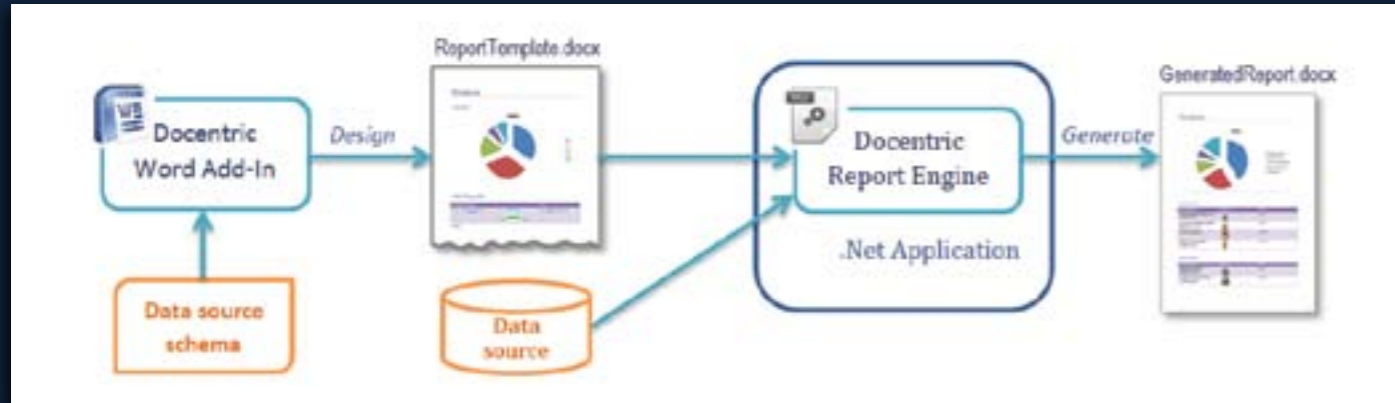 ReportTemplate.docx
GeneratedReport.docx
Docentric
Word Add-In
Design
Docentric
Report Engine
Generate
.Net Application
Data source
schema
Data
source